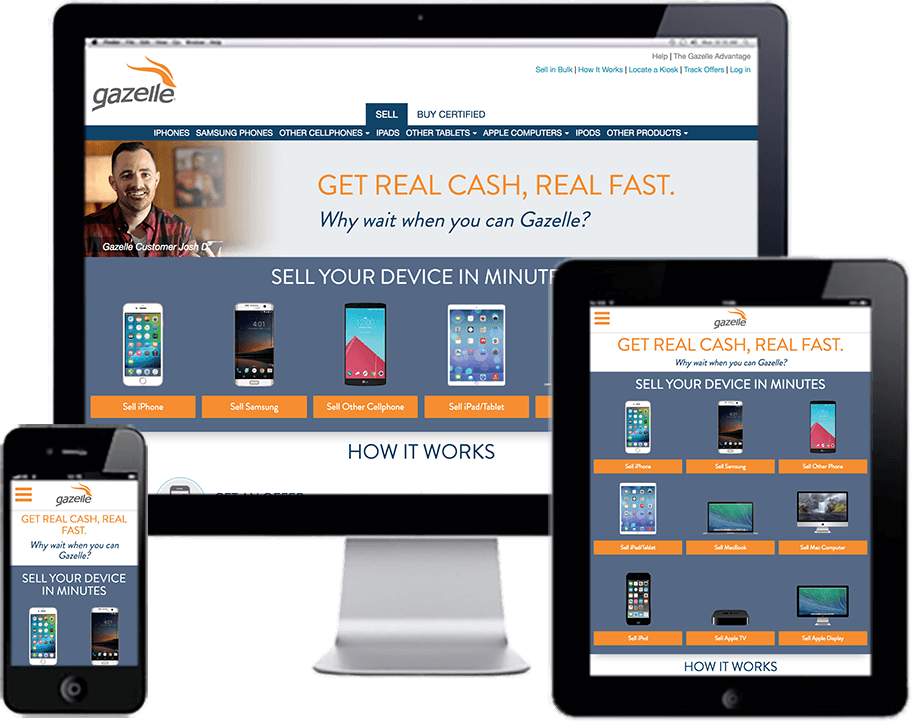 Help | The Gazelle Advantage
Sell in Bulk | How It Works | Locate a Kiosk | Track Offers | Log in
gazelle
SELL BUY CERTIFIED
IPHONES SAMSUNG PHONES OTHER CELLPHONES IPADS OTHER TABLETS APPLE COMPUTERS IPODS OTHER PRODUCTS
GET REAL CASH, REAL FAST.
Why wait when you can Gazelle?
Gazelle Customer Josh D
SELL YOUR DEVICE IN MINUTE
4:01
Sell iPhone Sell Samsung Sell Other Cellphone Sell iPad/Tablet
HOW IT WORKS
GET AN OFFER
gazelle
GET REAL CASH, REAL FAST.
Why wait when you can Gazelle?
SELL YOUR DEVICE IN MINUTES
Sell iPhone Sell Samsung Sell Other Phone
Sell iPad/Tablet Sell MacBook Sell Mac Computer
Sell iPod Sell Apple TV Sell Apple Display
HOW IT WORKS
gazelle
GET REAL CASH, REAL
FAST.
Why wait when you can
Gazelle?
SELL YOUR DEVICE
IN MINUTES